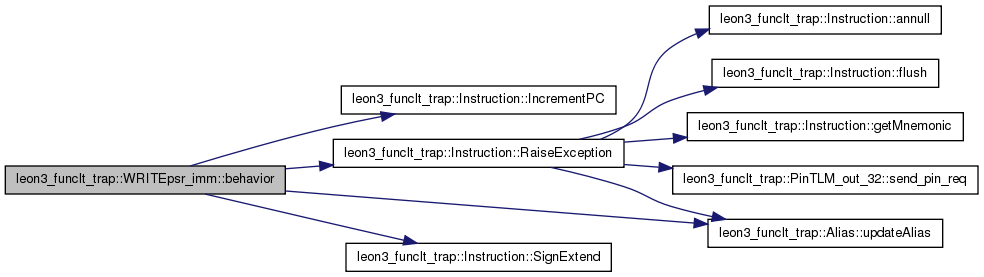 leon3_funclt_trap::Instruction::annull
leon3_funclt_trap::Instruction::flush
leon3_funclt_trap::Instruction::IncrementPC
leon3_funclt_trap::Instruction::getMnemonic
leon3_funclt_trap::Instruction::RaiseException
leon3_funclt_trap::WRITEpsr_imm::behavior
leon3_funclt_trap::PinTLM_out_32::send_pin_req
leon3_funclt_trap::Alias::updateAlias
leon3_funclt_trap::Instruction::SignExtend